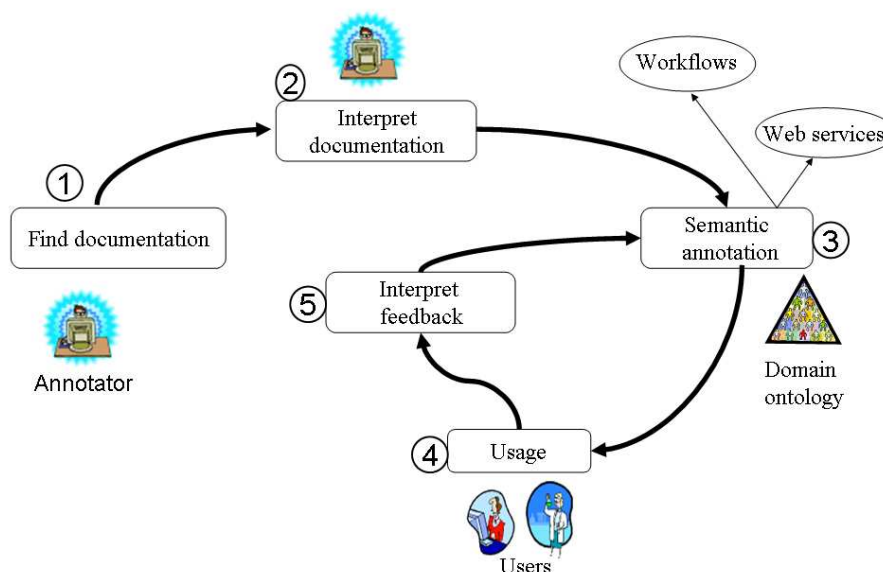 Workflows
Web services
2
Interpret
documentation
1
Find documentation
Semantic
annotation
3
5
Interpret
feedback
Annotator
Domain
ontology
4
Usage
Users